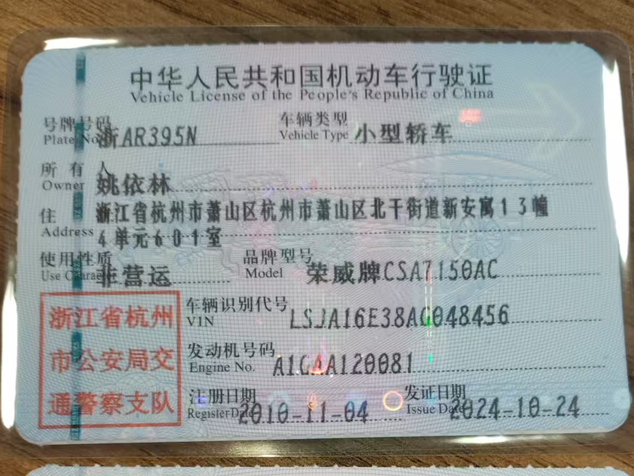 中华人民共和国机动车行驶证
Vehicle License of the People's Republic of China
号牌号码 浙AR395N 车辆类型 小型轿车
Plate No. Vehicle Type
所有人 姚依林
Owner
住 浙江省杭州市萧山区杭州市萧山区北干街道新安寓13幢
Address 4单元601室
使用性质 非营运 品牌型号 荣威牌CSA7150AC
Use Character Model
浙江省杭州 车辆识别代号 LSJA16E38AG048456
VIN
市公安局交 发动机号码 A1GAA120081
Engine No.
通警察支队 注册日期 2010-11-04 发证日期 2024-10-24
Register Date Issue Date